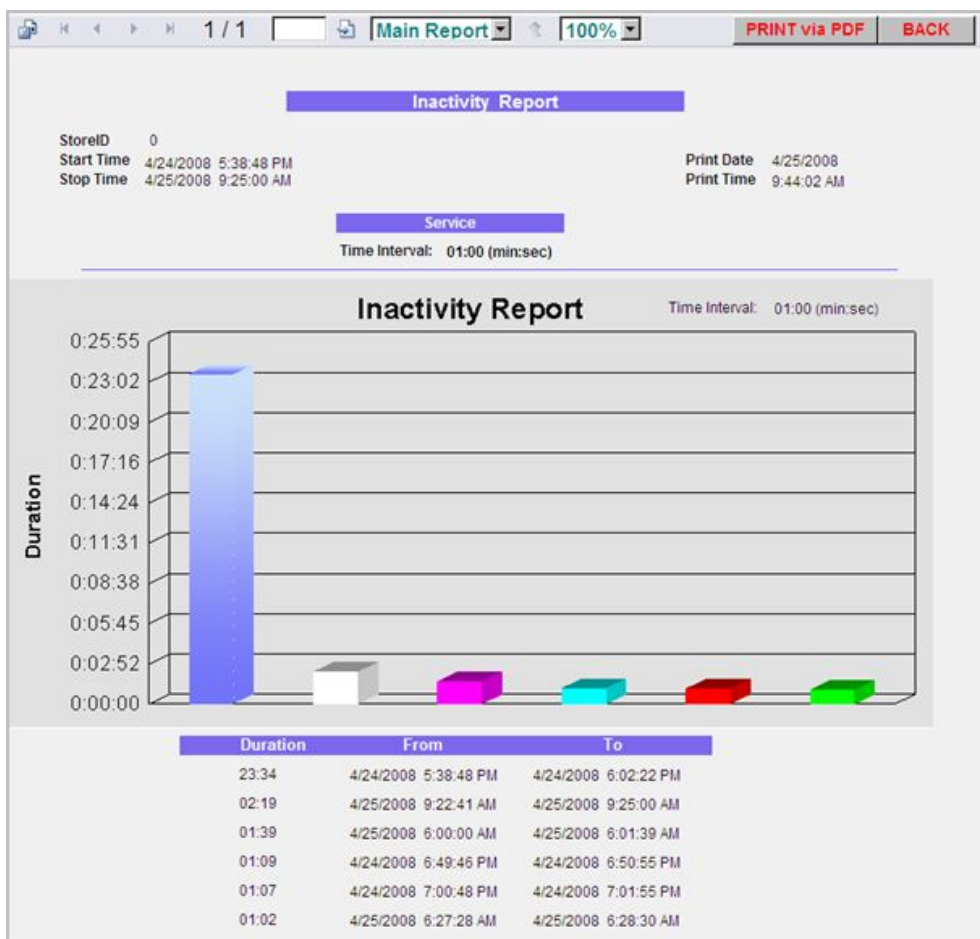 1 / 1 Main Report 100% PRINT via PDF BACK
Inactivity Report
StoreID 0
Start Time 4/24/2008 5:38:48 PM Print Date 4/25/2008
Stop Time 4/25/2008 9:25:00 AM Print Time 9:44:02 AM
Service
Time Interval: 01:00 (min:sec)
Inactivity Report Time Interval: 01:00 (min:sec)
0:25:55
0:23:02
0:20:09
0:17:16
0:14:24
0:11:31
0:08:38
0:05:45
0:02:52
0:00:00
Duration
Duration From To
23:34 4/24/2008 5:38:48 PM 4/24/2008 6:02:22 PM
02:19 4/25/2008 9:22:41 AM 4/25/2008 9:25:00 AM
01:39 4/25/2008 6:00:00 AM 4/25/2008 6:01:39 AM
01:09 4/24/2008 6:49:46 PM 4/24/2008 6:50:55 PM
01:07 4/24/2008 7:00:48 PM 4/24/2008 7:01:55 PM
01:02 4/25/2008 6:27:28 AM 4/25/2008 6:28:30 AM